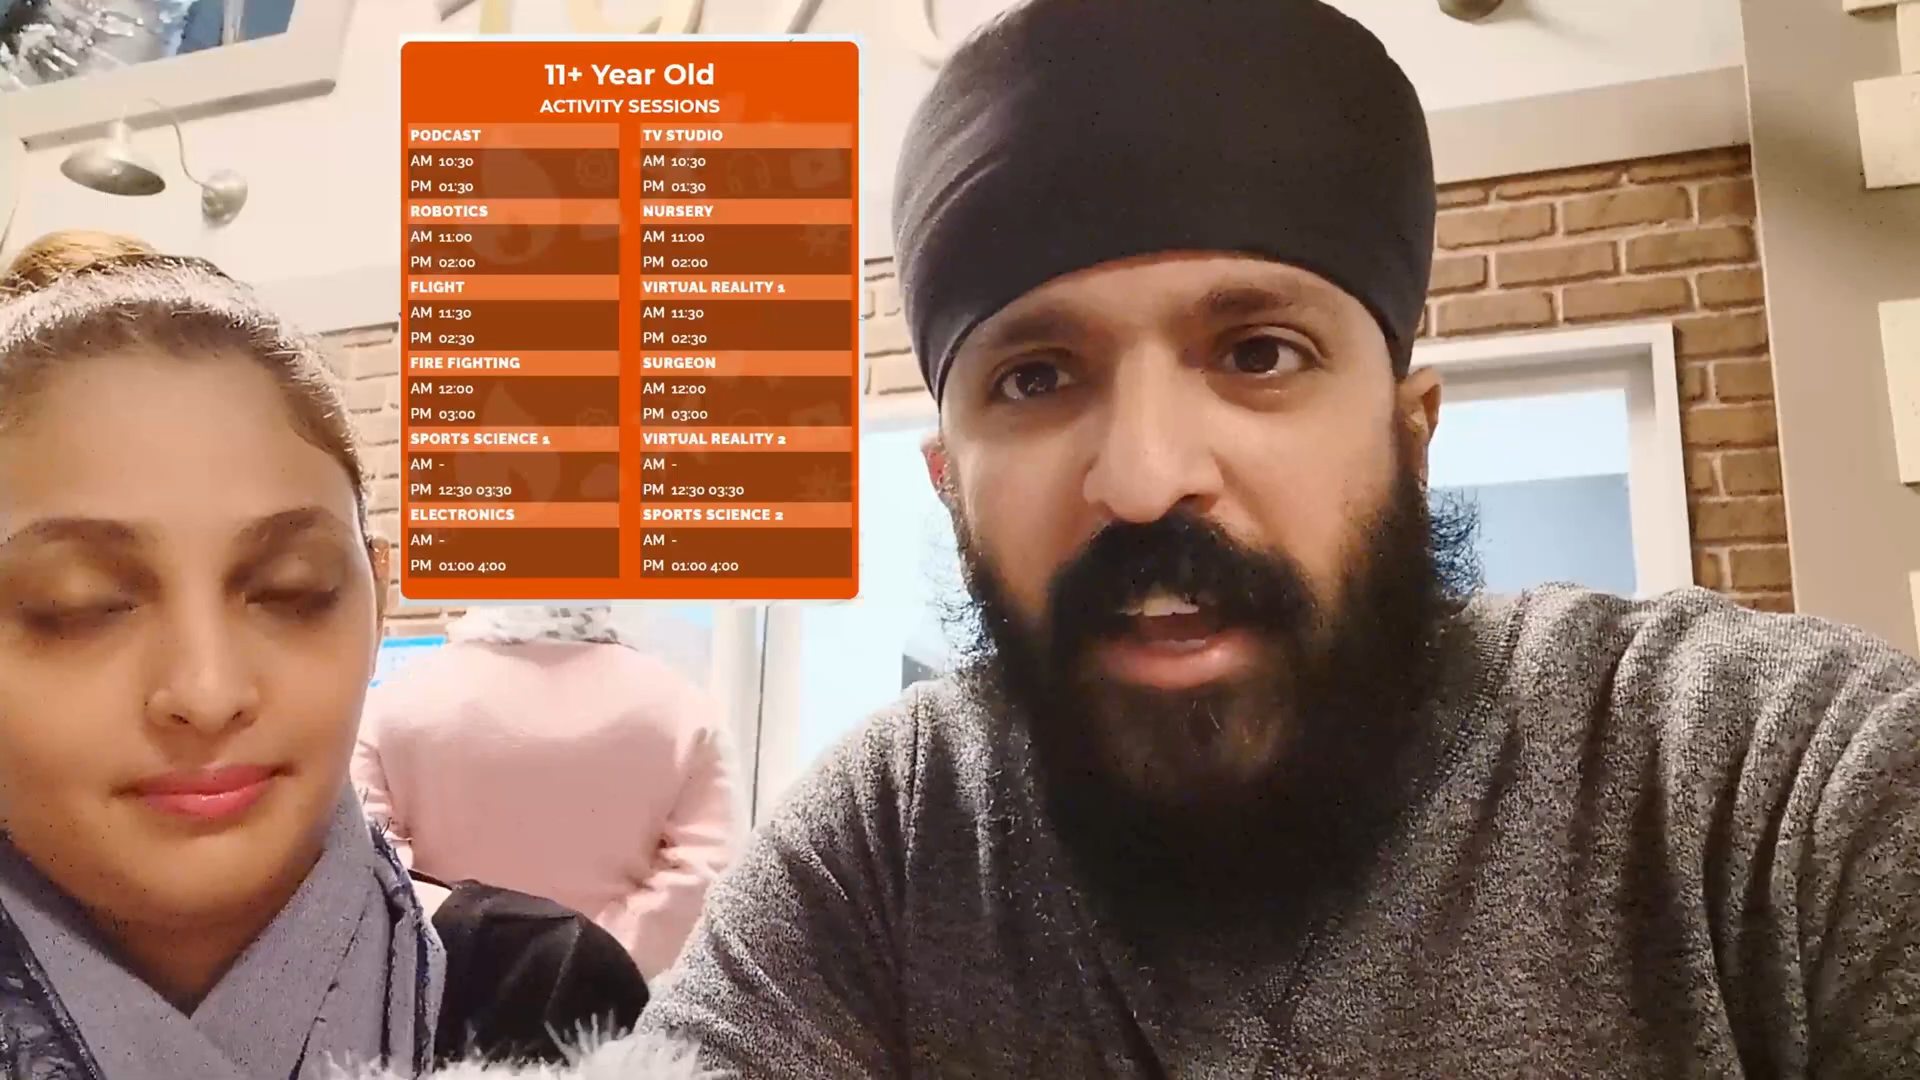 11+ Year Old
ACTIVITY SESSIONS
PODCAST
AM 10:30
PM 01:30
ROBOTICS
AM 11:00
PM 02:00
FLIGHT
AM 11:30
PM 02:30
FIRE FIGHTING
AM 12:00
PM 03:00
SPORTS SCIENCE 1
AM -
PM 12:30 03:30
ELECTRONICS
AM -
PM 01:00 4:00
TV STUDIO
AM 10:30
PM 01:30
NURSERY
AM 11:00
PM 02:00
VIRTUAL REALITY 1
AM 11:30
PM 02:30
SURGEON
AM 12:00
PM 03:00
VIRTUAL REALITY 2
AM -
PM 12:30 03:30
SPORTS SCIENCE 2
AM -
PM 01:00 4:00